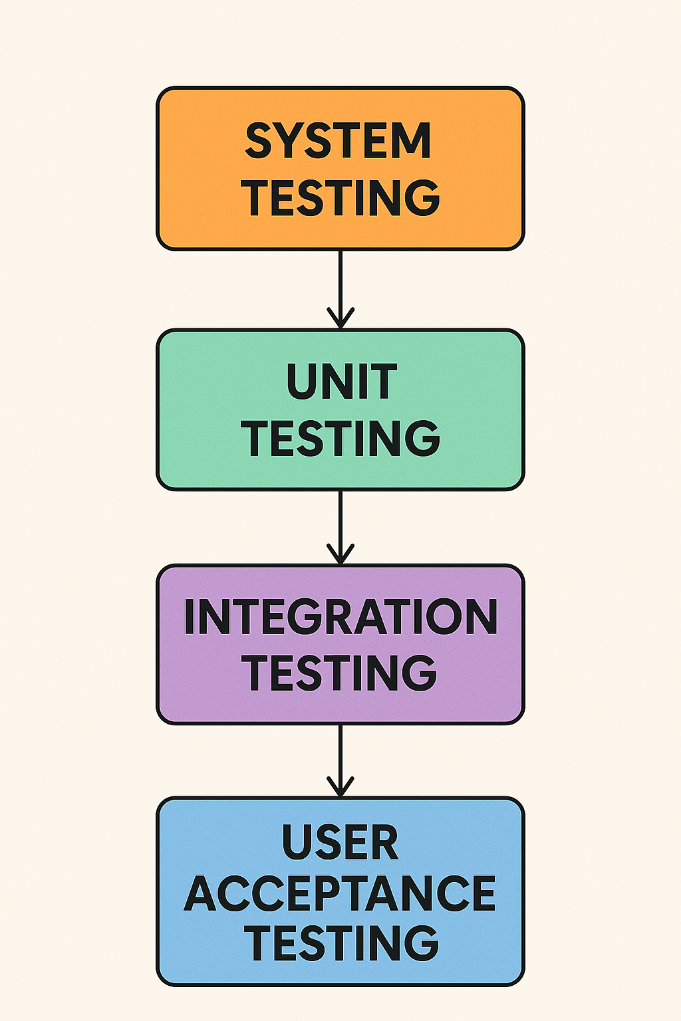 SYSTEM
TESTING
UNIT
TESTING
INTEGRATION
TESTING
USER
ACCEPTANCE
TESTING